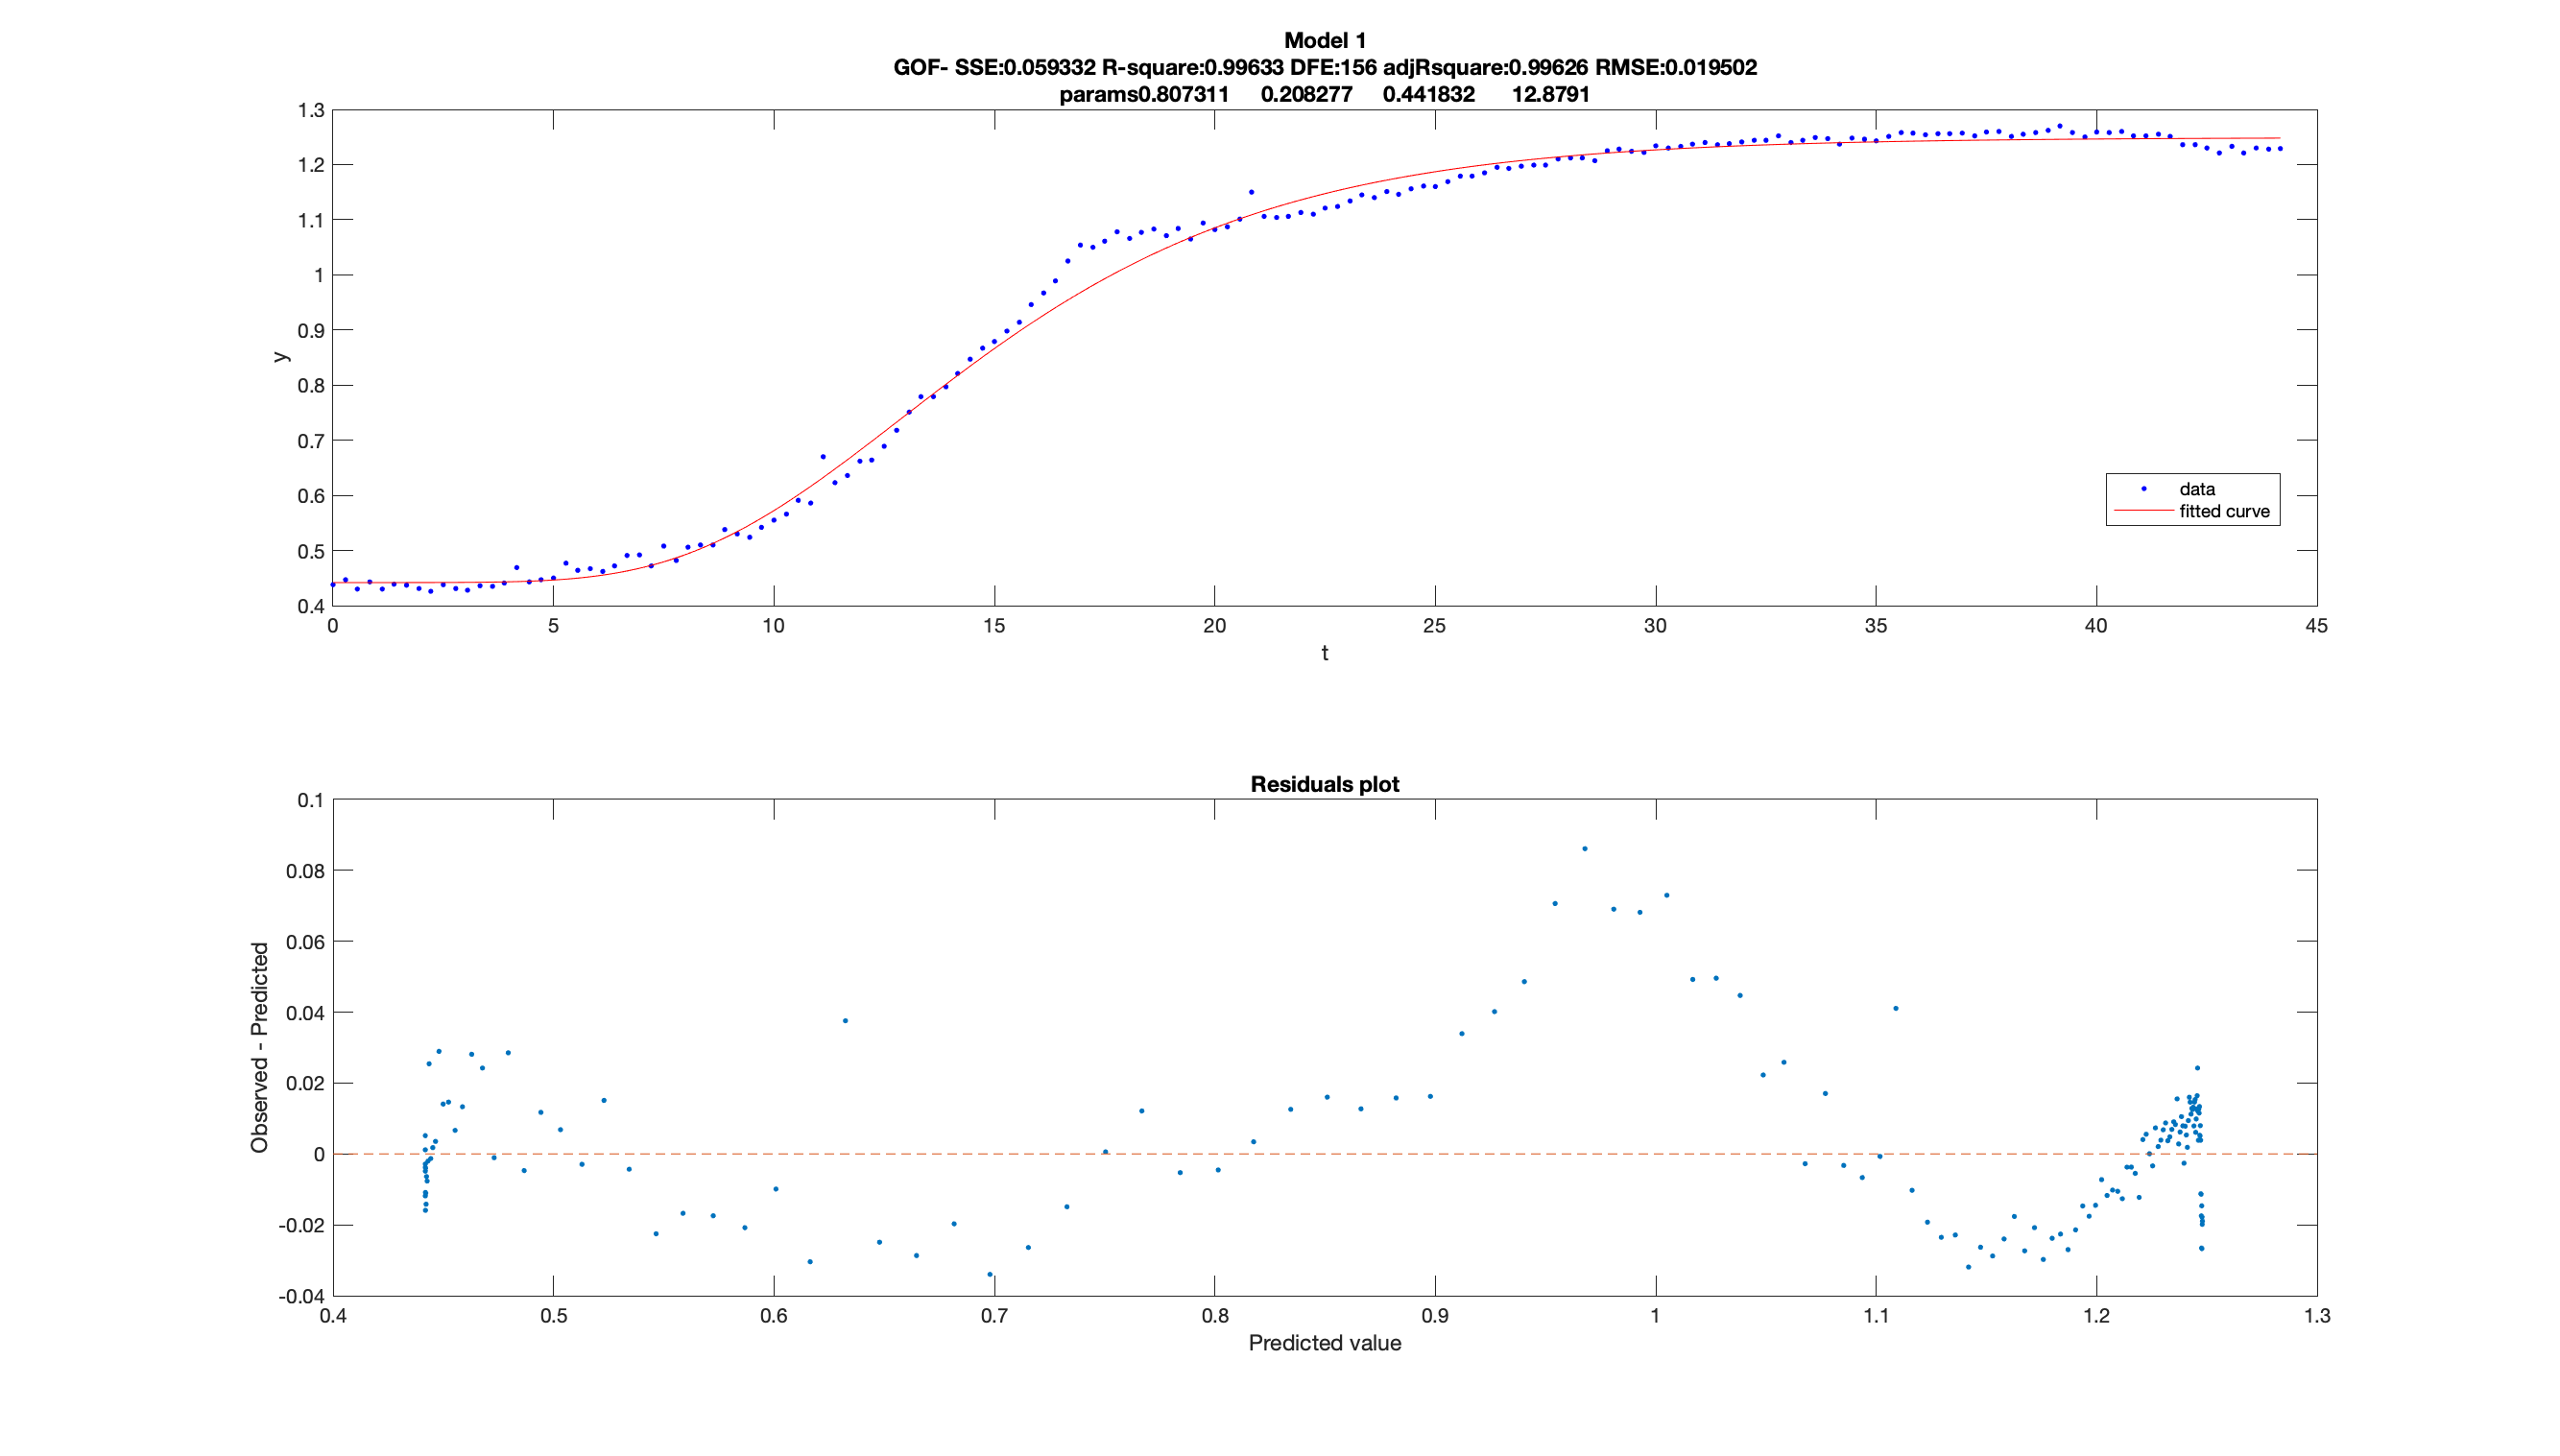 Model 1
GOF- SSE:0.059332 R-square:0.99633 DFE:156 adjRsquare:0.99626 RMSE:0.019502
params0.807311 0.208277 0.441832 12.8791
1.3
1.2
1.1
1
0.9
0.8
0.7
0.6
0.5
0.4
y
data
fitted curve
0 5 10 15 20 25 30 35 40 45
t
Residuals plot
0.1
0.08
0.06
0.04
0.02
0
-0.02
-0.04
Observed - Predicted
0.4 0.5 0.6 0.7 0.8 0.9 1 1.1 1.2 1.3
Predicted value